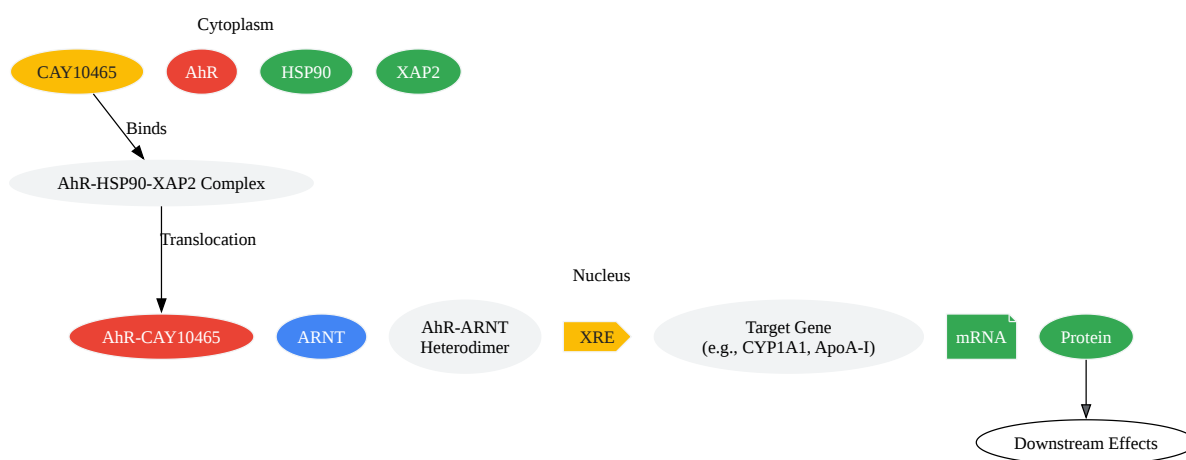 Cytoplasm
CAY10465
AhR
HSP90
XAP2
Binds
AhR-HSP90-XAP2 Complex
Translocation
Nucleus
AhR-CAY10465
ARNT
AhR-ARNT
Heterodimer
XRE
Target Gene
(e.g., CYP1A1, ApoA-I)
mRNA
Protein
Downstream Effects